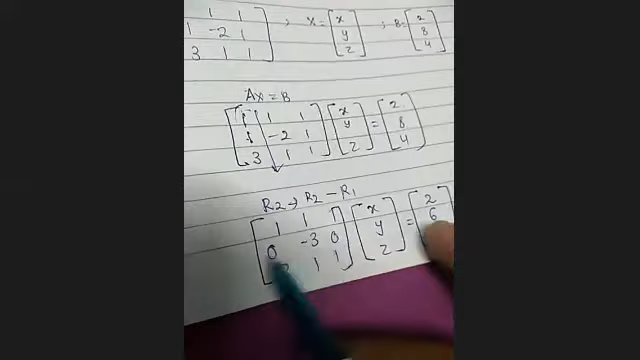 1 1 ; X = [ x ; B = [ 2
1 -2 1 y 8
3 1 1 z ] 4 ]
AX = B
[ 1 1 1 ] [ x ] = [ 2 ]
1 -2 1 y 8
3 1 1 z 4
R2 → R2 - R1
[ 1 1 1 ] [ x ] = [ 2
0 -3 0 y 6
1 1 z